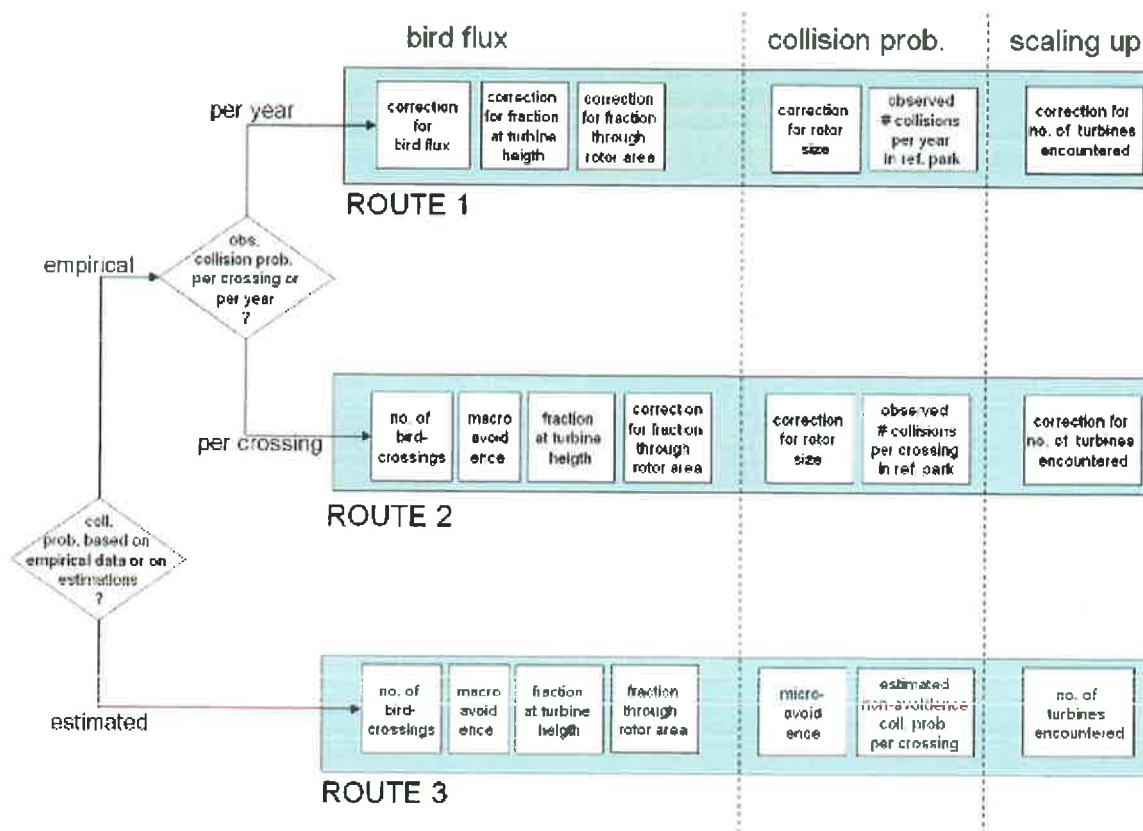 bird flux
collision prob.
scaling up
per year
correction
for
bird flux
correction
for fraction
at turbine
heigth
correction
for fraction
through
rotor area
correction
for rotor
size
observed
# collisions
per year
in ref. park
correction for
no. of turbines
encountered
ROUTE 1
empirical
obs.
collision prob.
per crossing or
per year
?
per crossing
no. of
bird-
crossings
macro
avoid
ence
fraction
at turbine
heigth
correction
for fraction
through
rotor area
correction
for rotor
size
observed
# collisions
per crossing
in ref. park
correction for
no. of turbines
encountered
ROUTE 2
coll.
prob. based on
empirical data or on
estimations
?
estimated
no. of
bird-
crossings
macro
avoid
ence
fraction
at turbine
heigth
fraction
through
rotor area
micro-
avoid
ence
estimated
non-avoidence
coll. prob
per crossing
no. of
turbines
encountered
ROUTE 3